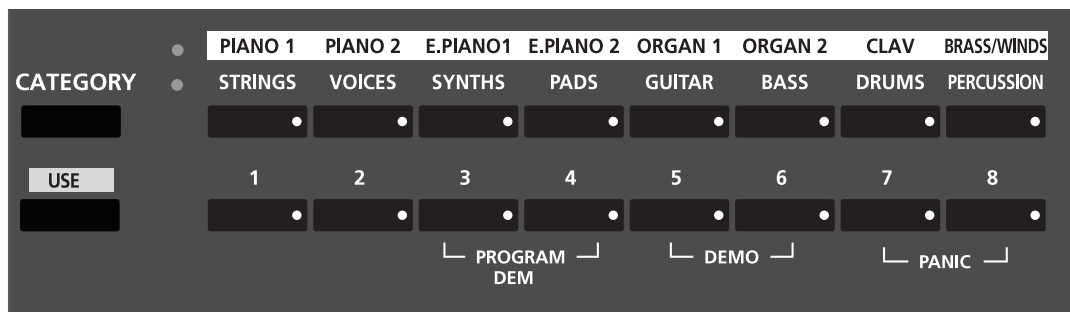 PIANO 1 PIANO 2 E.PIANO1 E.PIANO 2 ORGAN 1 ORGAN 2 CLAV BRASS/WINDS
CATEGORY STRINGS VOICES SYNTHS PADS GUITAR BASS DRUMS PERCUSSION
USE 1 2 3 4 5 6 7 8
PROGRAM DEMO PANIC
DEM